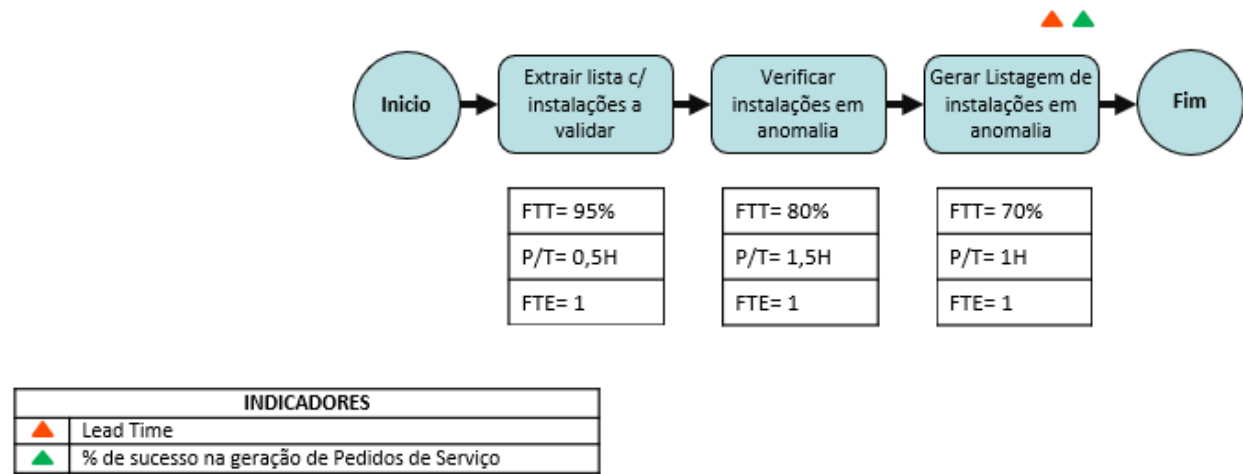 Inicio
Extrair lista c/
instalações a
validar
Verificar
instalações em
anomalia
Gerar Listagem de
instalações em
anomalia
Fim
FTT= 95%
P/T= 0,5H
FTE= 1
FTT= 80%
P/T= 1,5H
FTE= 1
FTT= 70%
P/T= 1H
FTE= 1
INDICADORES
Lead Time
% de sucesso na geração de Pedidos de Serviço